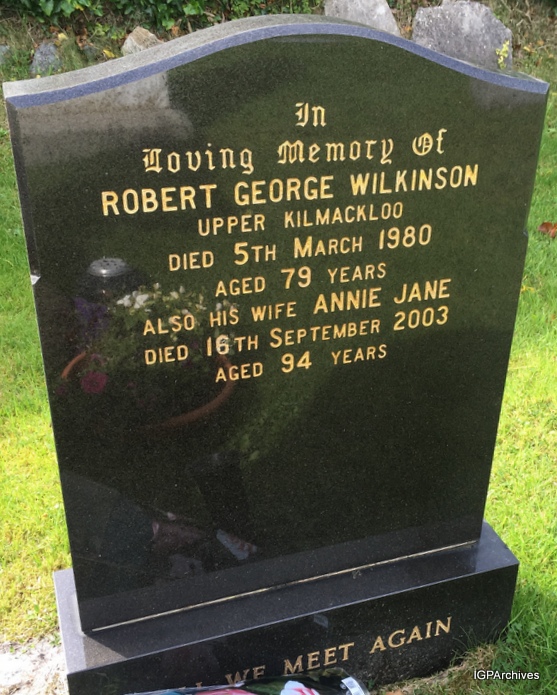 In
Loving Memory Of
ROBERT GEORGE WILKINSON
UPPER KILMACKLOO
DIED 5TH MARCH 1980
AGED 79 YEARS
ALSO HIS WIFE ANNIE JANE
DIED 16TH SEPTEMBER 2003
AGED 94 YEARS
WE MEET AGAIN
IGPArchives